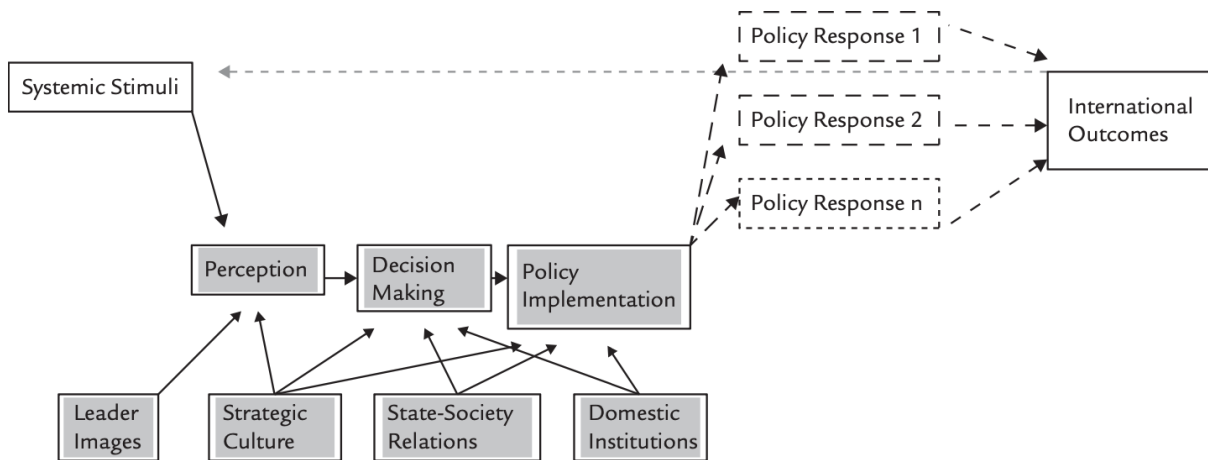 Systemic Stimuli
Policy Response 1
Policy Response 2
Policy Response n
International
Outcomes
Perception
Decision
Making
Policy
Implementation
Leader
Images
Strategic
Culture
State-Society
Relations
Domestic
Institutions